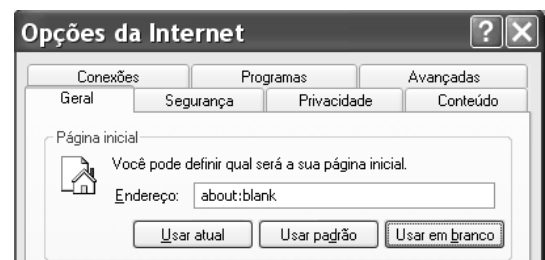 Opções da Internet
Conexões Programas Avançadas
Geral Segurança Privacidade Conteúdo
Página inicial
Você pode definir qual será a sua página inicial.
Endereço: about:blank
Usar atual Usar padrão Usar em branco